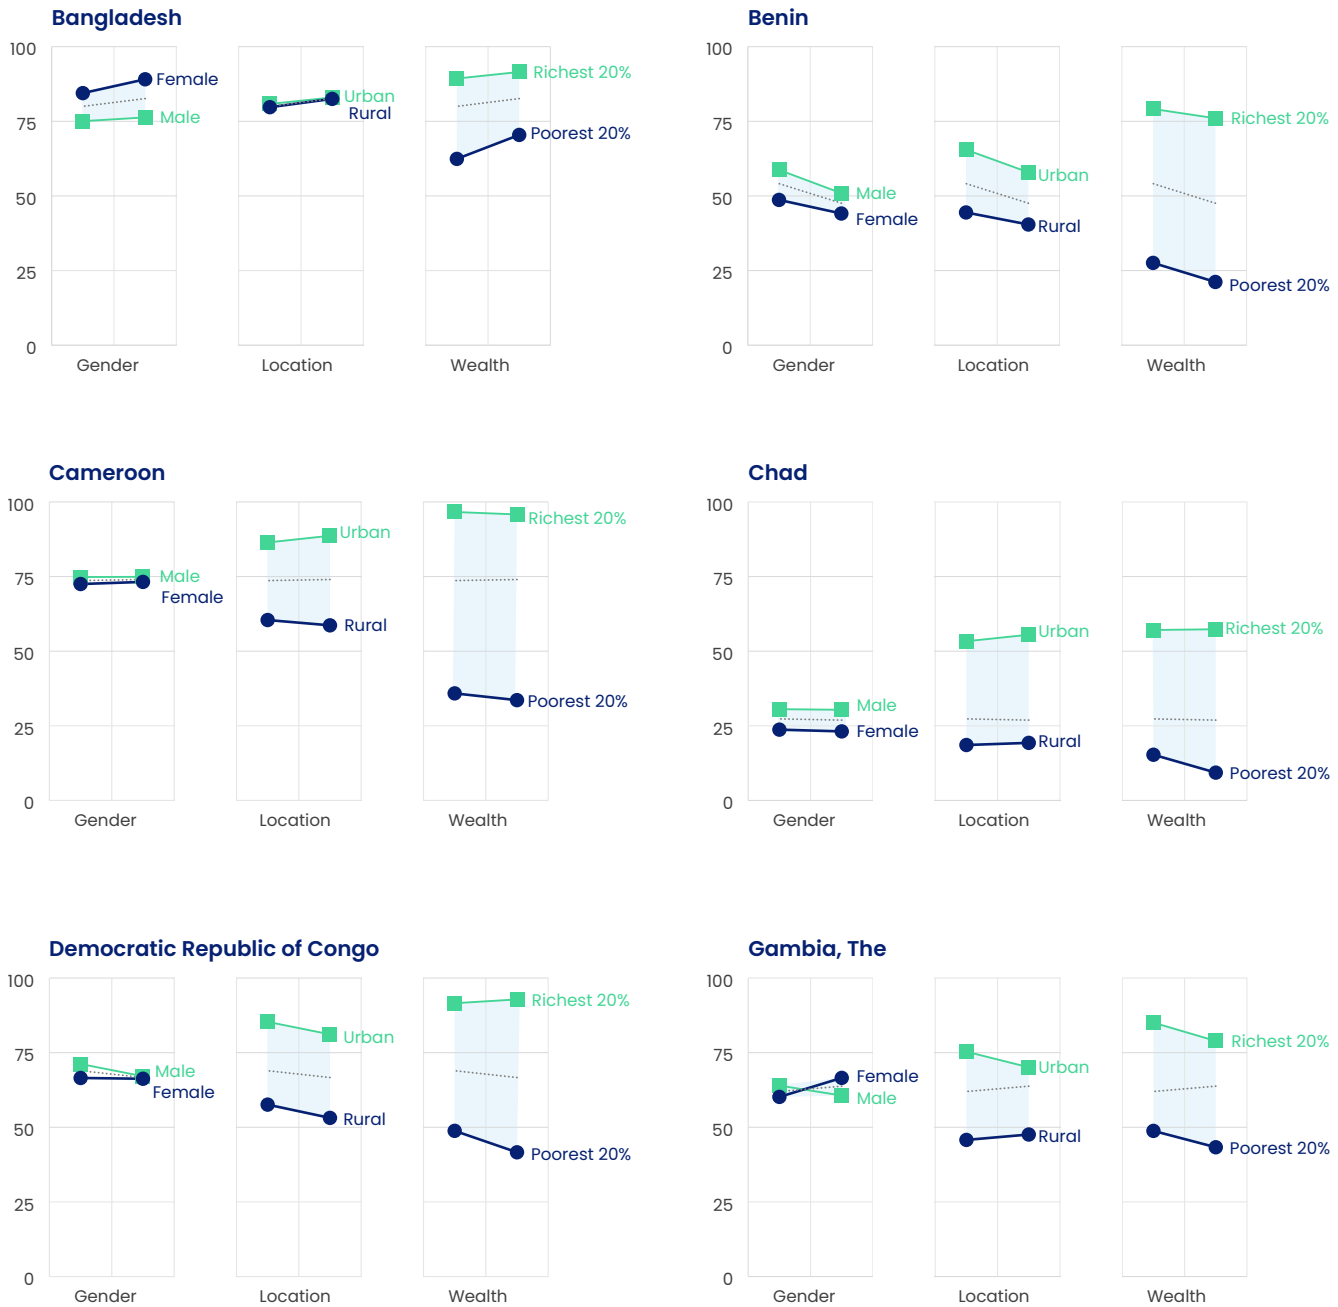 Bangladesh
100
75
50
25
0
Female
Male
Gender
Urban
Rural
Location
Richest 20%
Poorest 20%
Wealth
Benin
100
75
50
25
0
Male
Female
Gender
Urban
Rural
Location
Richest 20%
Poorest 20%
Wealth
Cameroon
100
75
50
25
0
Male
Female
Gender
Urban
Rural
Location
Richest 20%
Poorest 20%
Wealth
Chad
100
75
50
25
0
Male
Female
Gender
Urban
Rural
Location
Richest 20%
Poorest 20%
Wealth
Democratic Republic of Congo
100
75
50
25
0
Male
Female
Gender
Urban
Rural
Location
Richest 20%
Poorest 20%
Wealth
Gambia, The
100
75
50
25
0
Female
Male
Gender
Urban
Rural
Location
Richest 20%
Poorest 20%
Wealth